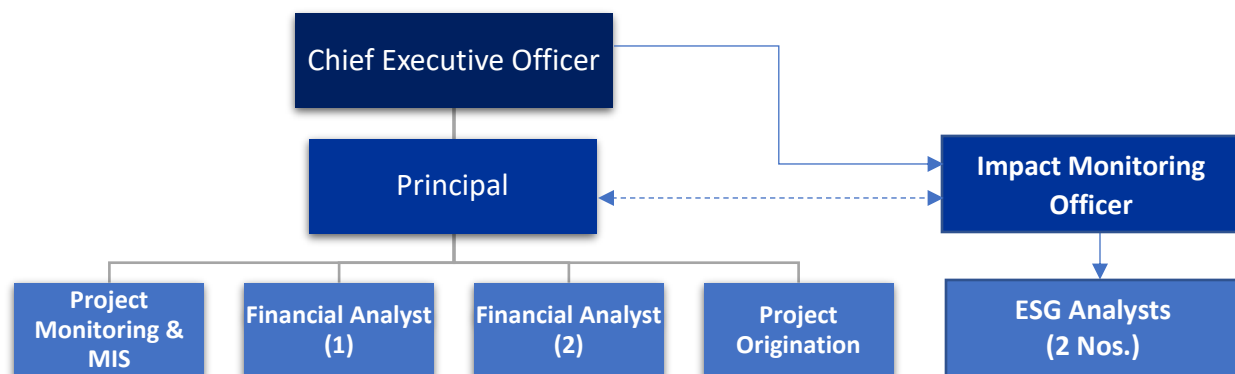 Chief Executive Officer
Principal
Impact Monitoring
Officer
Project
Monitoring &
MIS
Financial Analyst
(1)
Financial Analyst
(2)
Project
Origination
ESG Analysts
(2 Nos.)